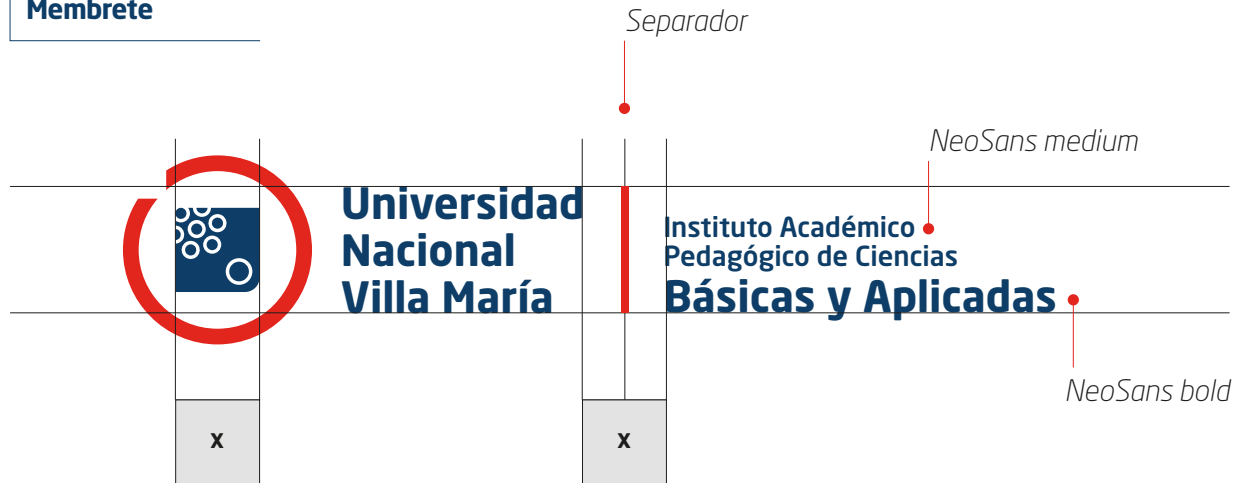 Membrete
Separador
NeoSans medium
Universidad
Nacional
Villa María
Instituto Académico
Pedagógico de Ciencias
Básicas y Aplicadas
NeoSans bold
x
x